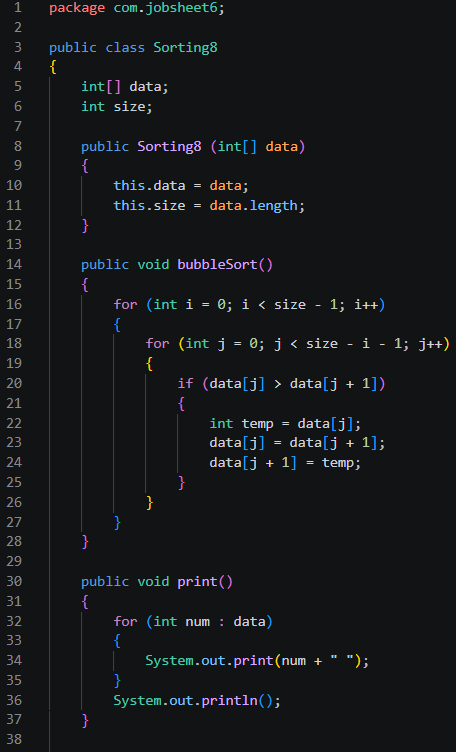 1 package com.jobsheet6;
2
3 public class Sorting8
4 {
5     int[] data;
6     int size;
7
8     public Sorting8 (int[] data)
9     {
10         this.data = data;
11         this.size = data.length;
12     }
13
14     public void bubbleSort()
15     {
16         for (int i = 0; i < size - 1; i++)
17         {
18             for (int j = 0; j < size - i - 1; j++)
19             {
20                 if (data[j] > data[j + 1])
21                 {
22                     int temp = data[j];
23                     data[j] = data[j + 1];
24                     data[j + 1] = temp;
25                 }
26             }
27         }
28     }
29
30     public void print()
31     {
32         for (int num : data)
33         {
34             System.out.print(num + " ");
35         }
36         System.out.println();
37     }
38